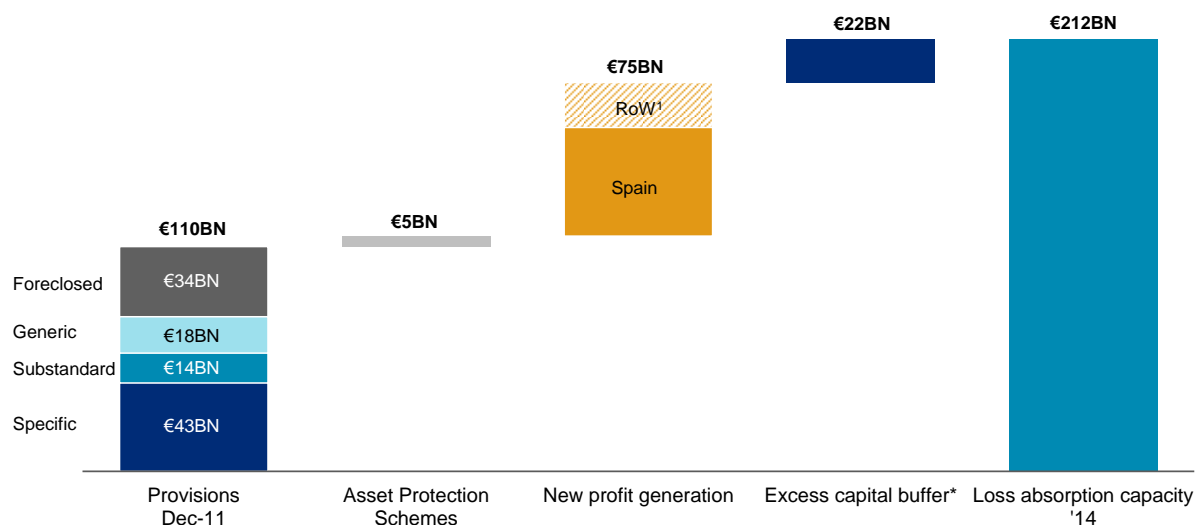 €22BN
€212BN
€75BN
RoW¹
Spain
€110BN
€5BN
Foreclosed
€34BN
Generic
€18BN
Substandard
€14BN
Specific
€43BN
Provisions
Dec-11
Asset Protection
Schemes
New profit generation
Excess capital buffer*
Loss absorption capacity
'14